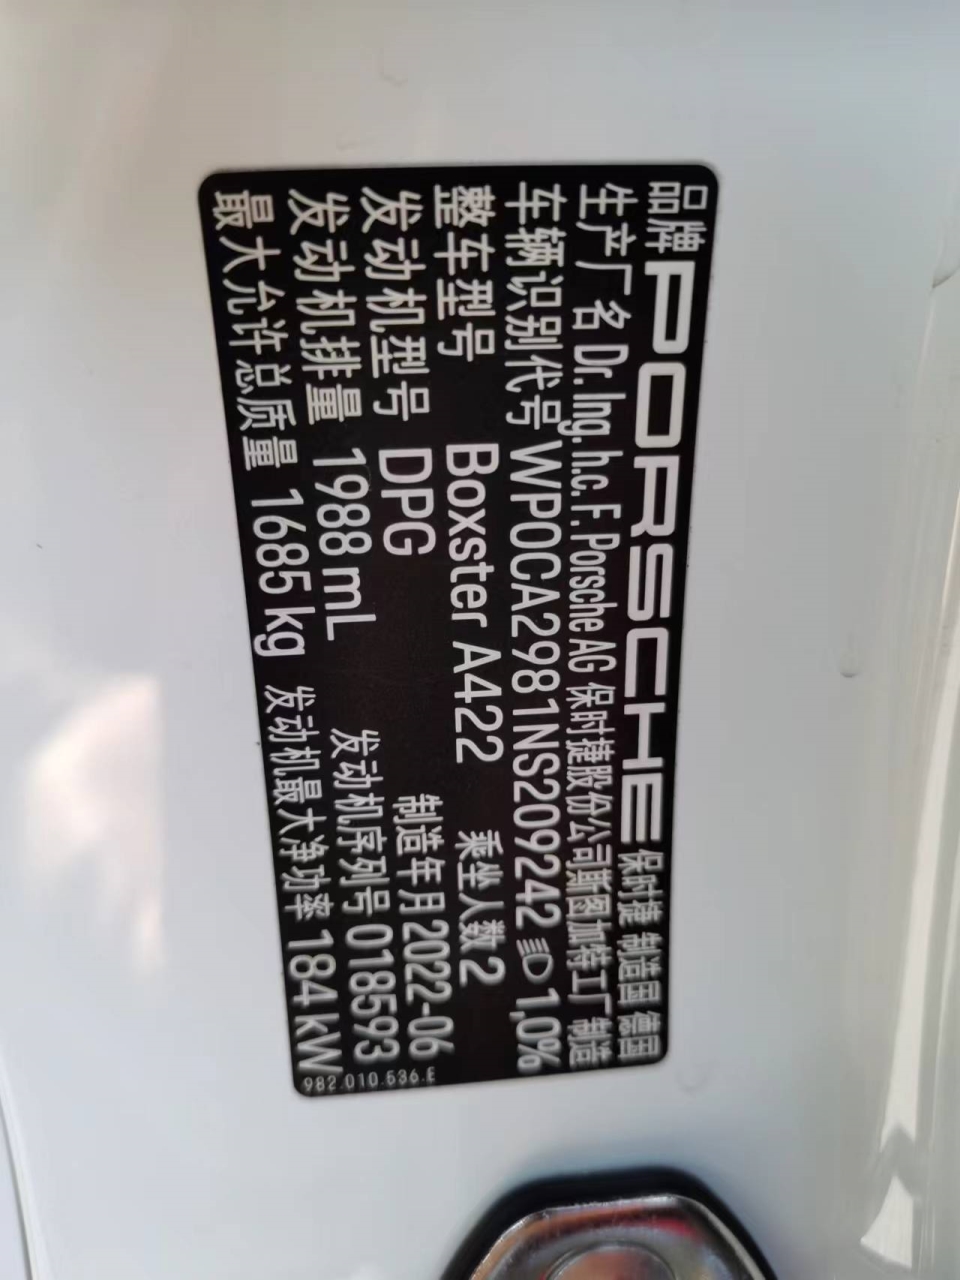 品牌 PORSCHE 保时捷 制造国 德国
生产厂名 Dr. Ing. h.c. F. Porsche AG 保时捷股份公司斯图加特工厂 制造
车辆识别代号 WP0CA2981NS209242 1,0%
整车型号 Boxster A422 乘坐人数 2
发动机型号 DPG 制造年月 2022-06
发动机排量 1988 mL 发动机序列号 018593
最大允许总质量 1685 kg 发动机最大净功率 184 kW
982.010.536.E